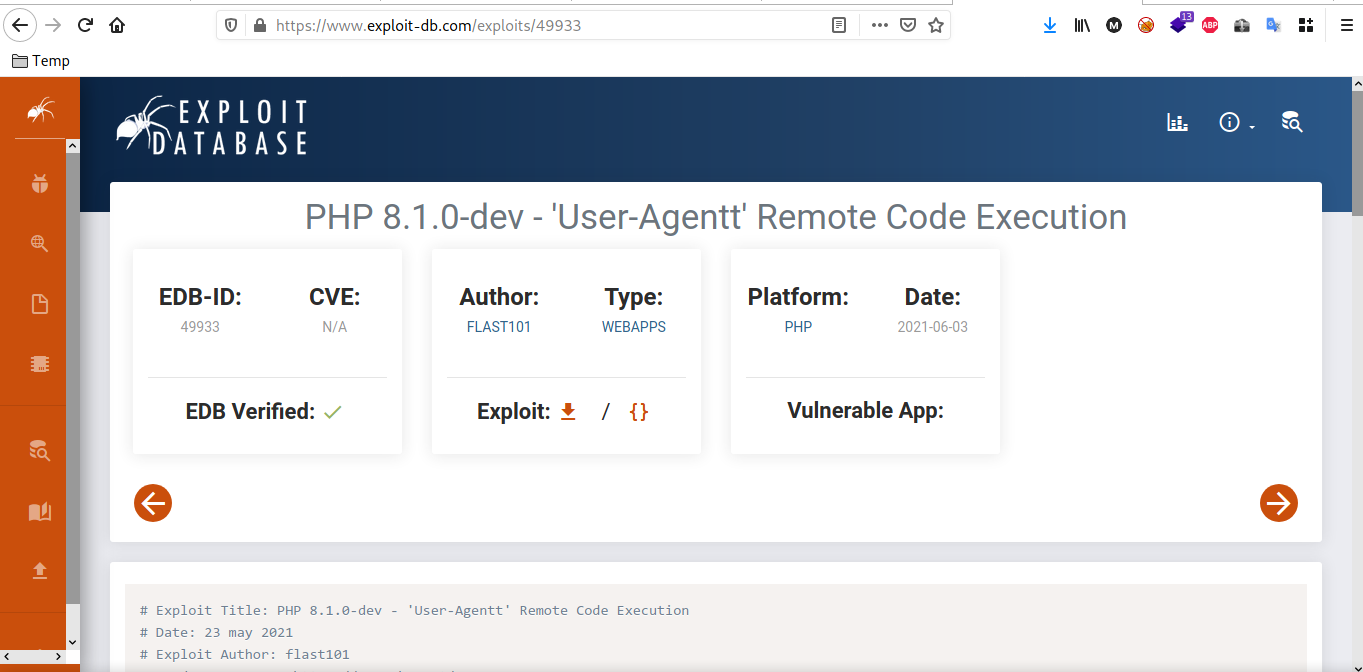 https://www.exploit-db.com/exploits/49933
13
ABP
M
Temp
EXPLOIT
DATABASE
PHP 8.1.0-dev - 'User-Agentt' Remote Code Execution
EDB-ID:
49933
CVE:
N/A
EDB Verified:
Author:
FLAST101
Type:
WEBAPPS
Exploit: / {}
Platform:
PHP
Date:
2021-06-03
Vulnerable App:
# Exploit Title: PHP 8.1.0-dev - 'User-Agentt' Remote Code Execution
# Date: 23 may 2021
# Exploit Author: flast101